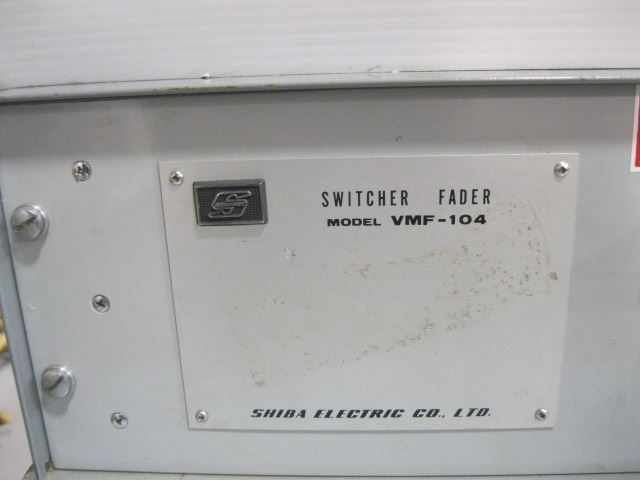 SWITCHER FADER
MODEL VMF-104
SHIBA ELECTRIC CO., LTD.